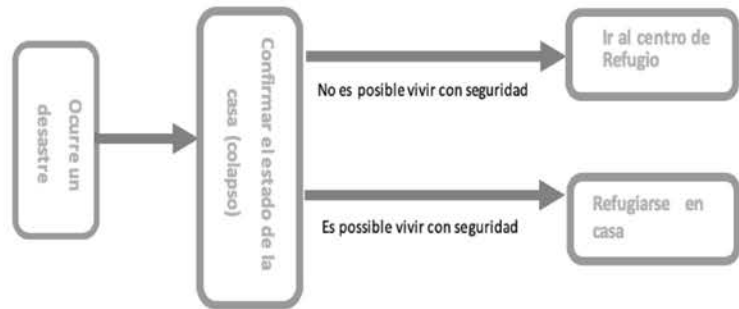 Ocurre un
desastre
Confirmar el estado de la
casa (colapso)
No es posible vivir con seguridad
Es possible vivir con seguridad
Ir al centro de
Refugio
Refugiarse en
casa